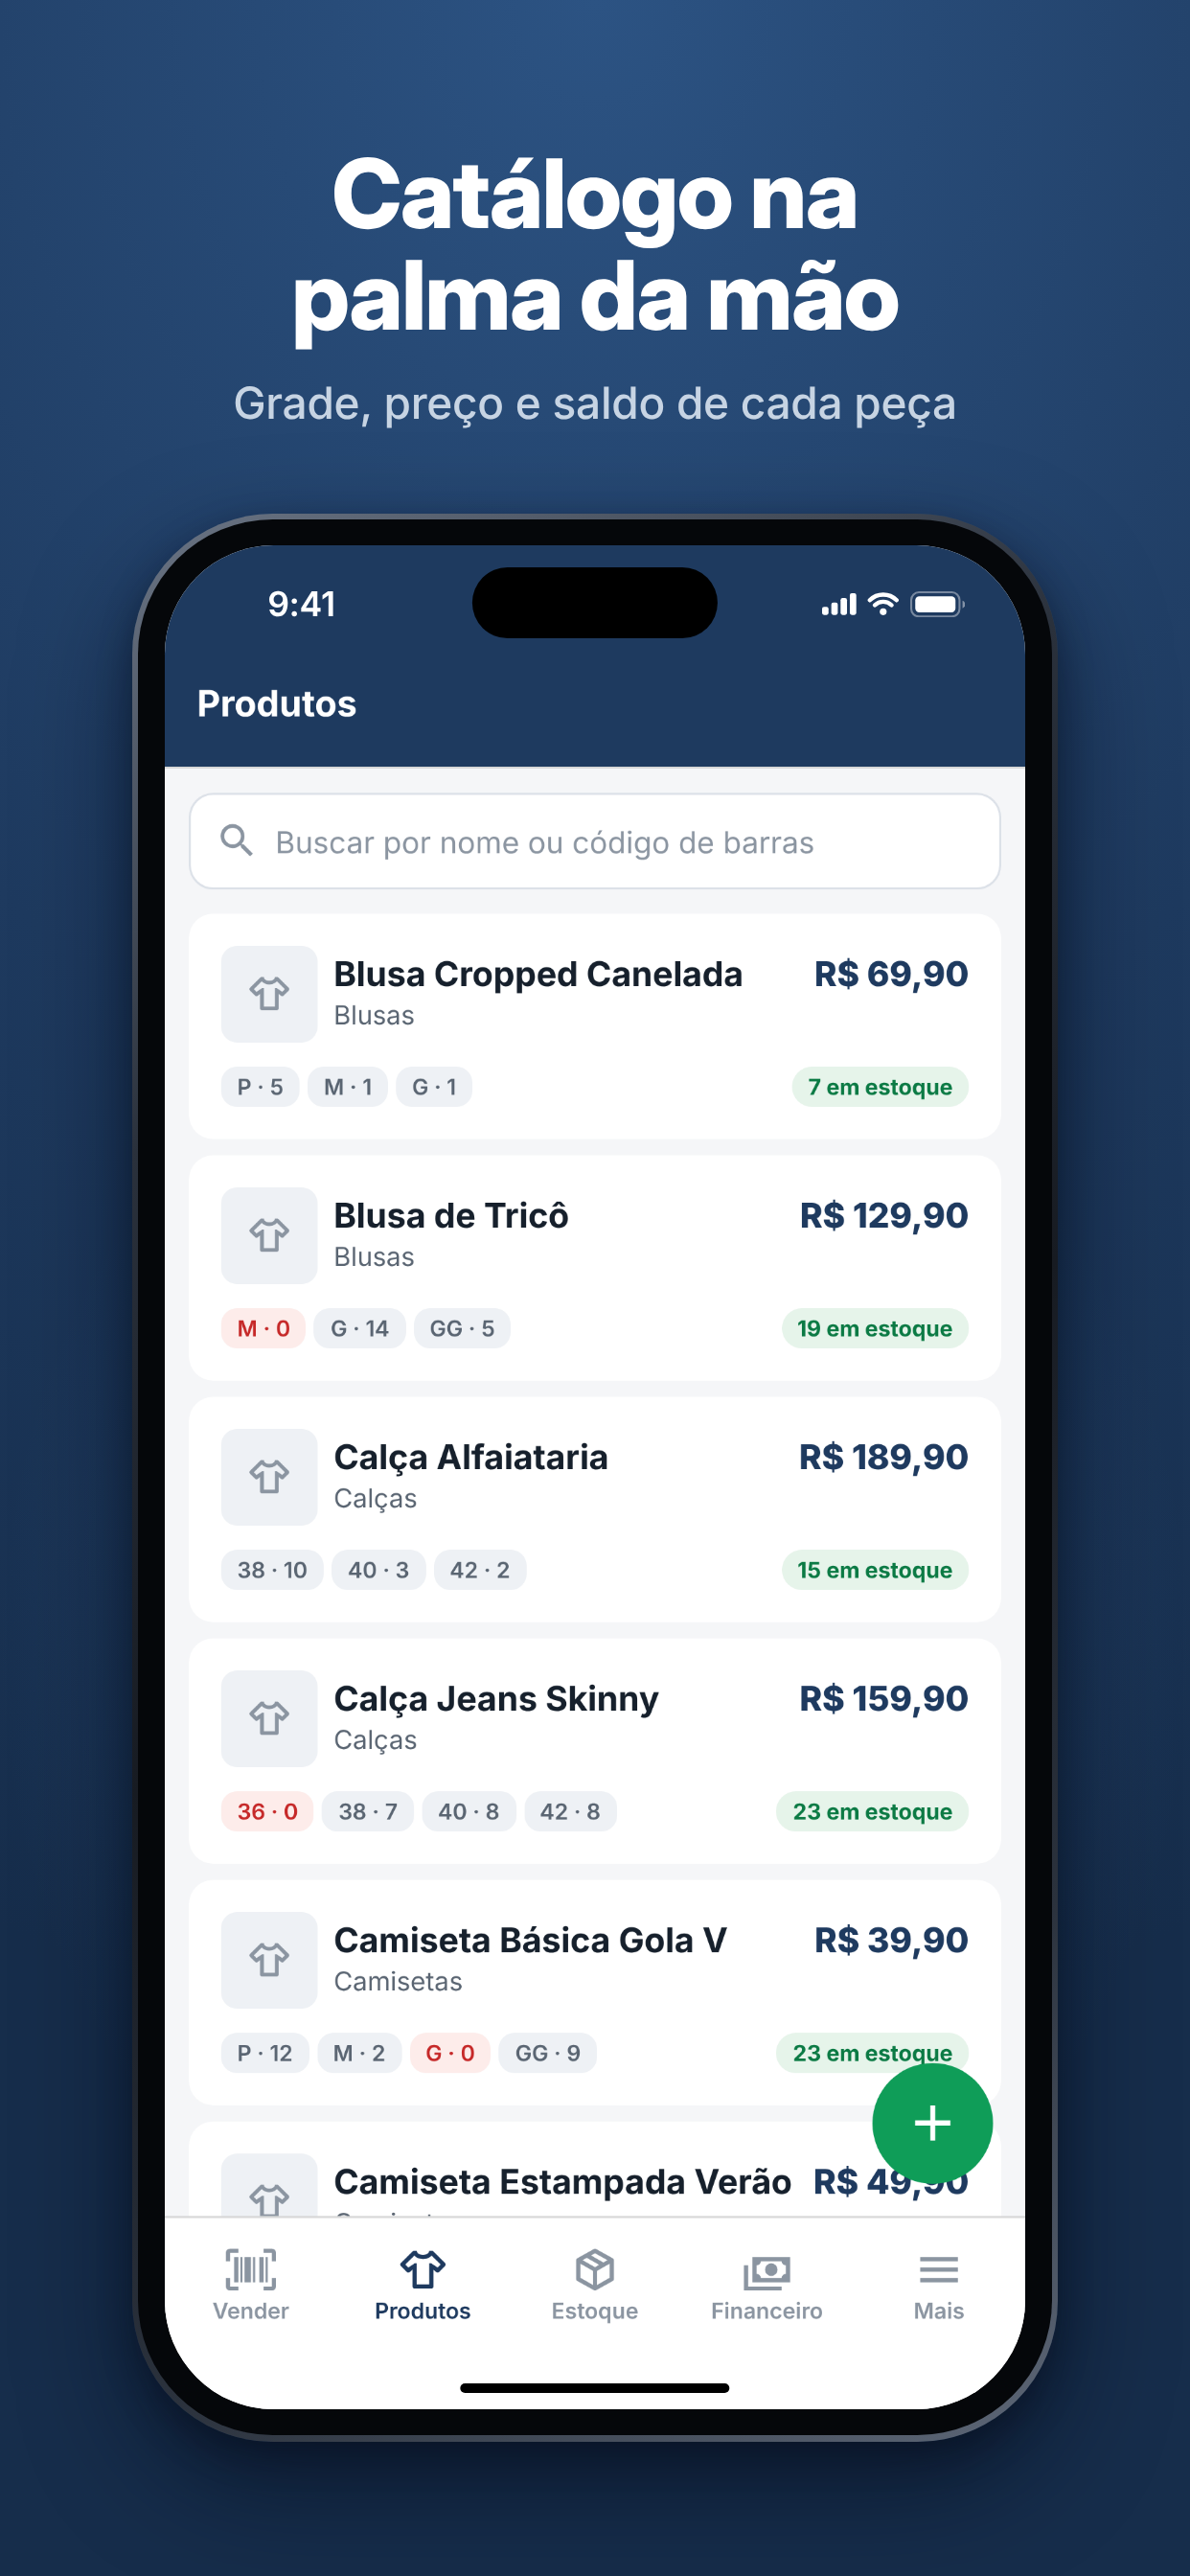 Catálogo na
palma da mão
Grade, preço e saldo de cada peça
9:41
Produtos
Buscar por nome ou código de barras
Blusa Cropped Canelada R$ 69,90
Blusas
P · 5 M · 1 G · 1 7 em estoque
Blusa de Tricô R$ 129,90
Blusas
M · 0 G · 14 GG · 5 19 em estoque
Calça Alfaiataria R$ 189,90
Calças
38 · 10 40 · 3 42 · 2 15 em estoque
Calça Jeans Skinny R$ 159,90
Calças
36 · 0 38 · 7 40 · 8 42 · 8 23 em estoque
Camiseta Básica Gola V R$ 39,90
Camisetas
P · 12 M · 2 G · 0 GG · 9 23 em estoque
Camiseta Estampada Verão R$ 49,90
Vender Produtos Estoque Financeiro Mais